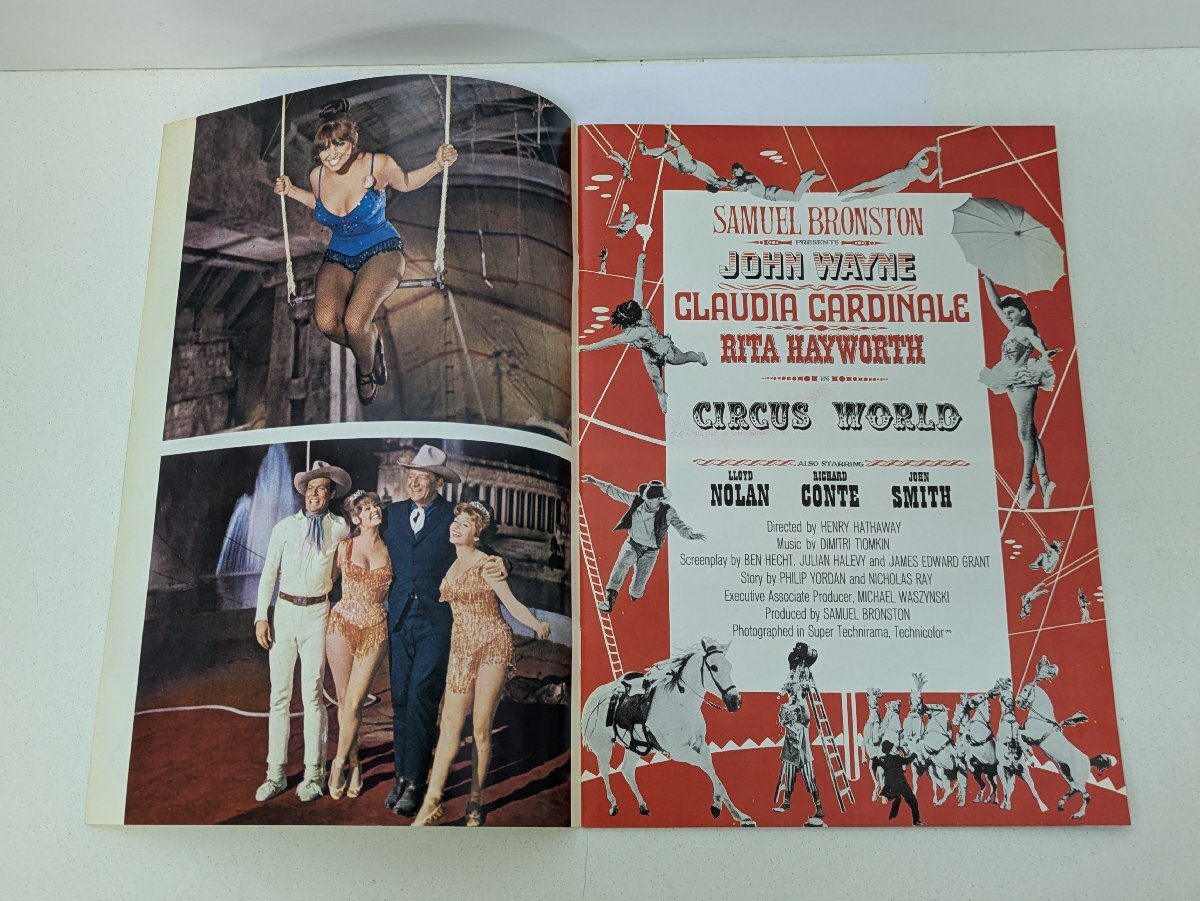 SAMUEL BRONSTON
PRESENTS
JOHN WAYNE
CLAUDIA CARDINALE
RITA HAYWORTH
IN
CIRCUS WORLD
ALSO STARRING
LLOYD NOLAN
RICHARD CONTE
JOHN SMITH
Directed by HENRY HATHAWAY
Music by DIMITRI TIOMKIN
Screenplay by BEN HECHT, JULIAN HALEVY and JAMES EDWARD GRANT
Story by PHILIP YORDAN and NICHOLAS RAY
Executive Associate Producer, MICHAEL WASZYNSKI
Produced by SAMUEL BRONSTON
Photographed in Super Technirama, Technicolor™